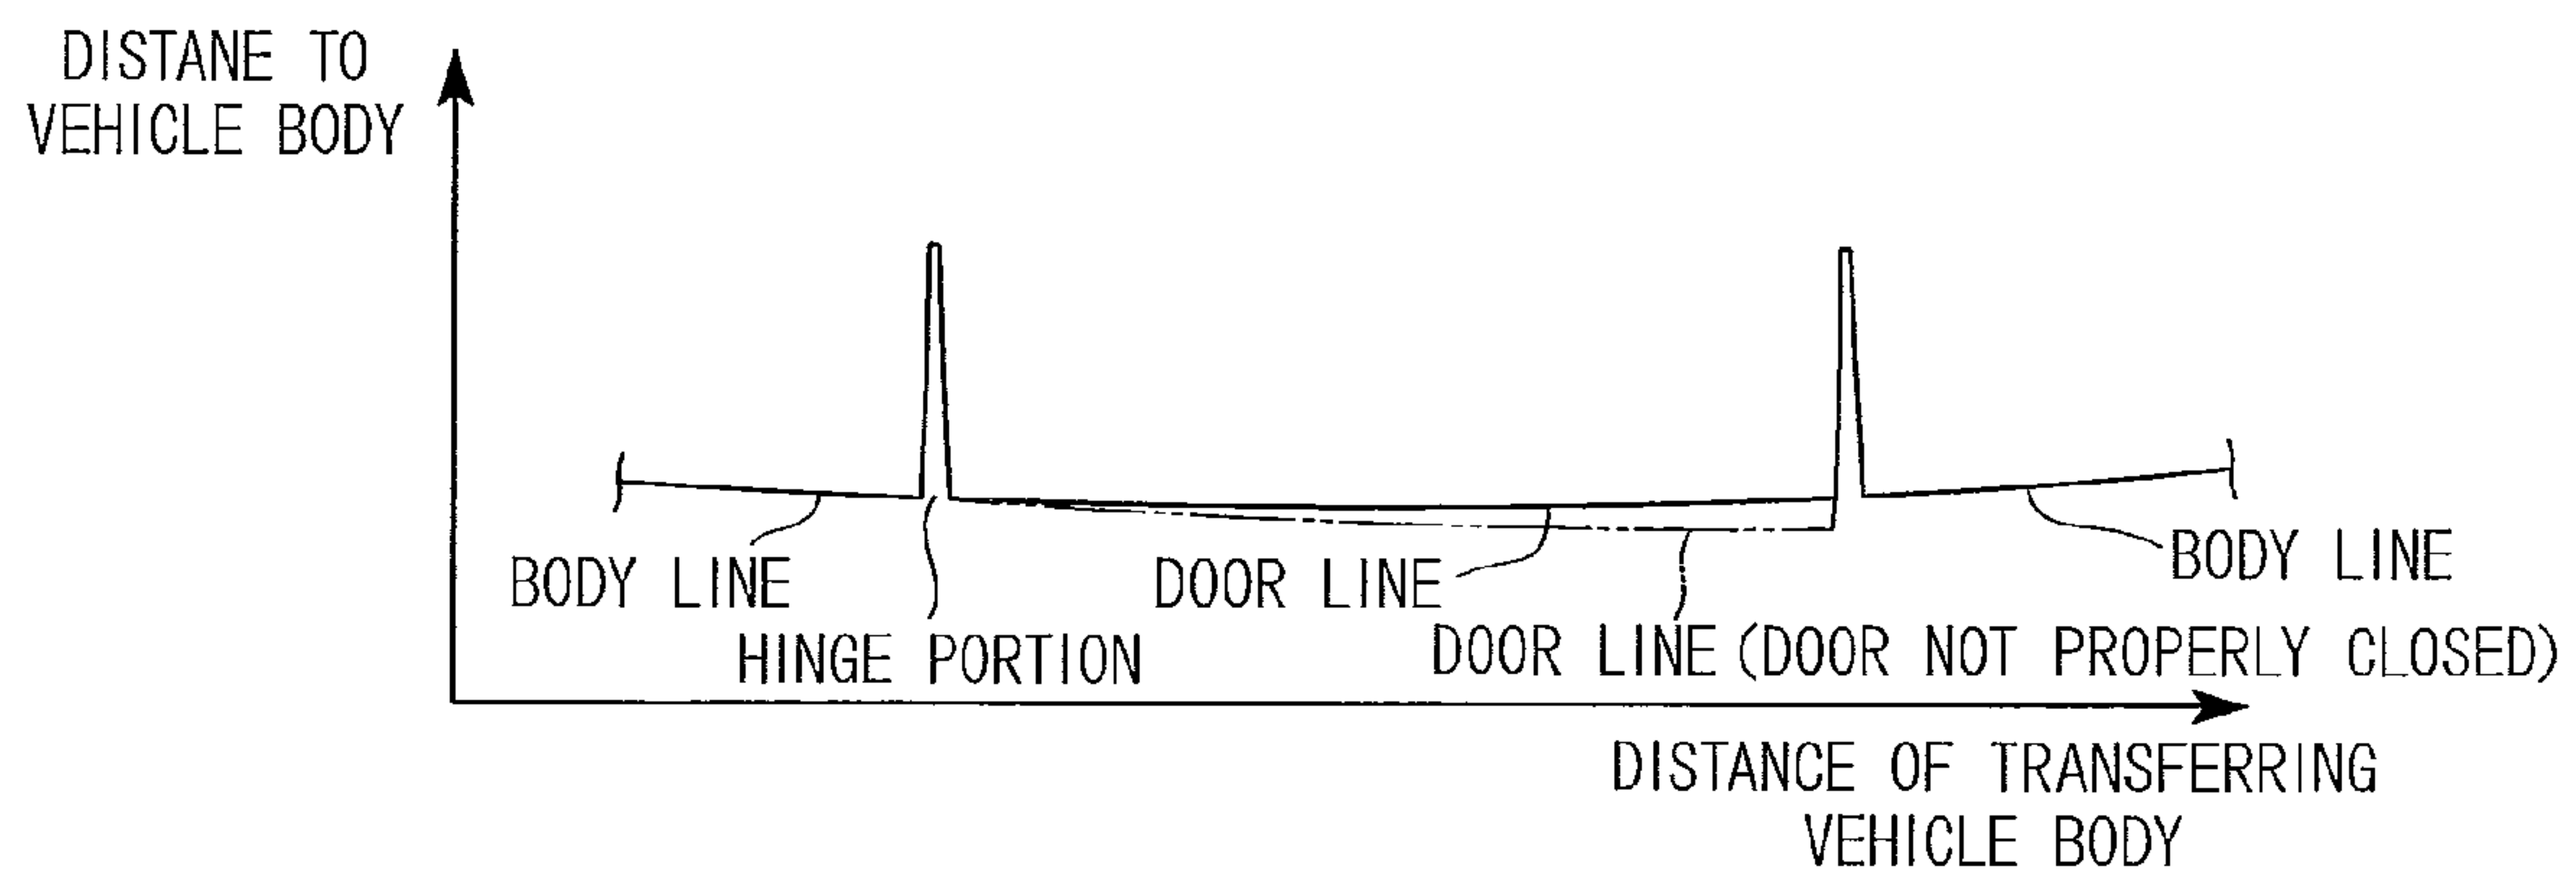 DISTANE TO
VEHICLE BODY
BODY LINE
HINGE PORTION
DOOR LINE
DOOR LINE (DOOR NOT PROPERLY CLOSED)
BODY LINE
DISTANCE OF TRANSFERRING
VEHICLE BODY